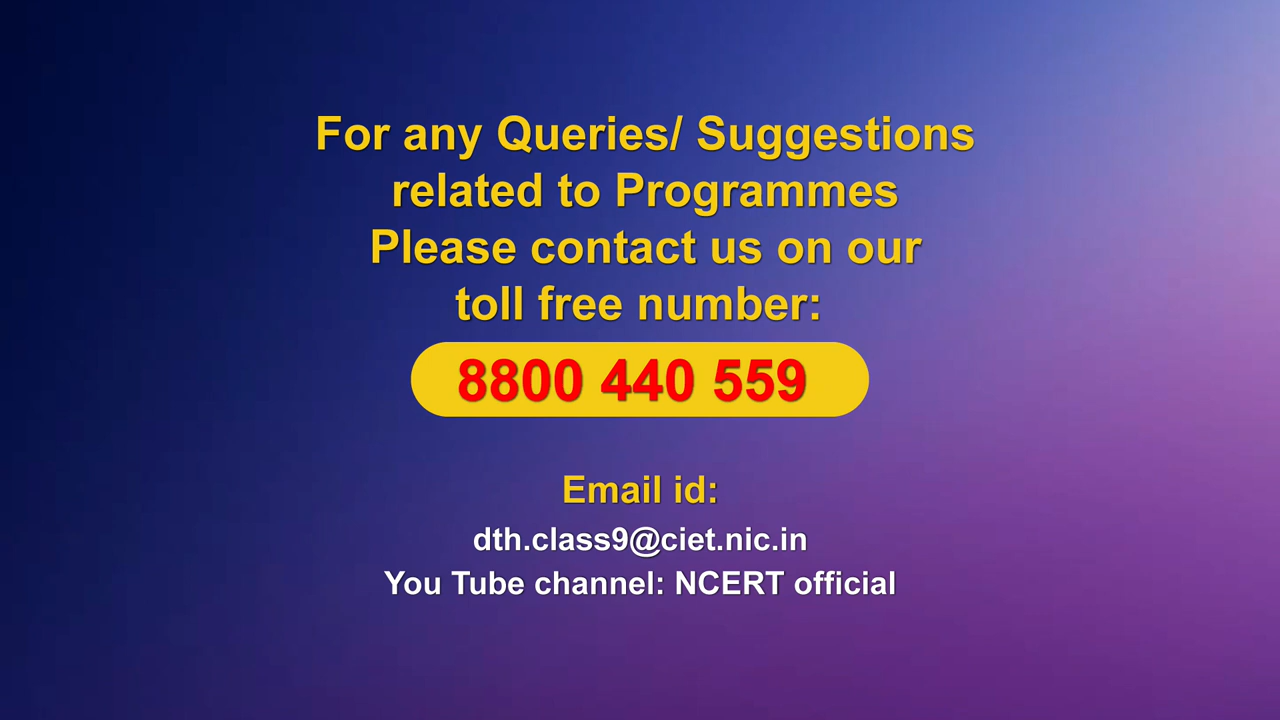 For any Queries/ Suggestions
related to Programmes
Please contact us on our
toll free number:
8800 440 559
Email id:
dth.class9@ciet.nic.in
You Tube channel: NCERT official